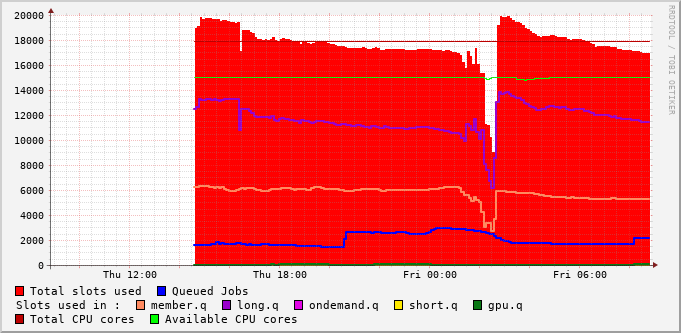 20000
18000
16000
14000
12000
10000
8000
6000
4000
2000
0
Thu 12:00 Thu 18:00 Fri 00:00 Fri 06:00
RRDTOOL / TOBI OETIKER
Total slots used Queued Jobs
Slots used in : member.q long.q ondemand.q short.q gpu.q
Total CPU cores Available CPU cores